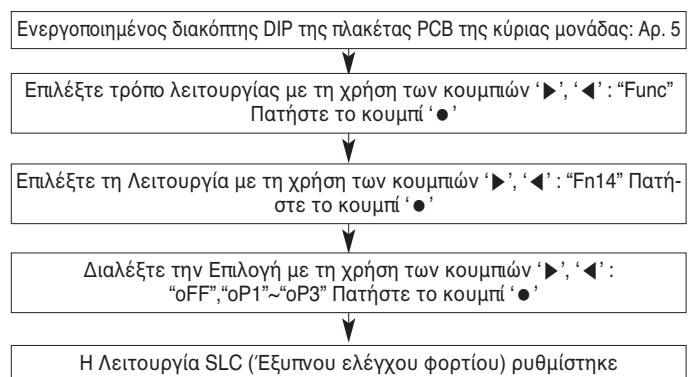 Ενεργοποιημένος διακόπτης DIP της πλακέτας PCB της κύριας μονάδας: Αρ. 5
Επιλέξτε τρόπο λειτουργίας με τη χρήση των κουμπιών ‘▶’, ‘◀’ : “Func”
Πατήστε το κουμπί ‘●’
Επιλέξτε τη Λειτουργία με τη χρήση των κουμπιών ‘▶’, ‘◀’ : “Fn14” Πατή-
στε το κουμπί ‘●’
Διαλέξτε την Επιλογή με τη χρήση των κουμπιών ‘▶’, ‘◀’ :
“oFF”,“oP1”~“oP3” Πατήστε το κουμπί ‘●’
Η Λειτουργία SLC (Έξυπνου ελέγχου φορτίου) ρυθμίστηκε